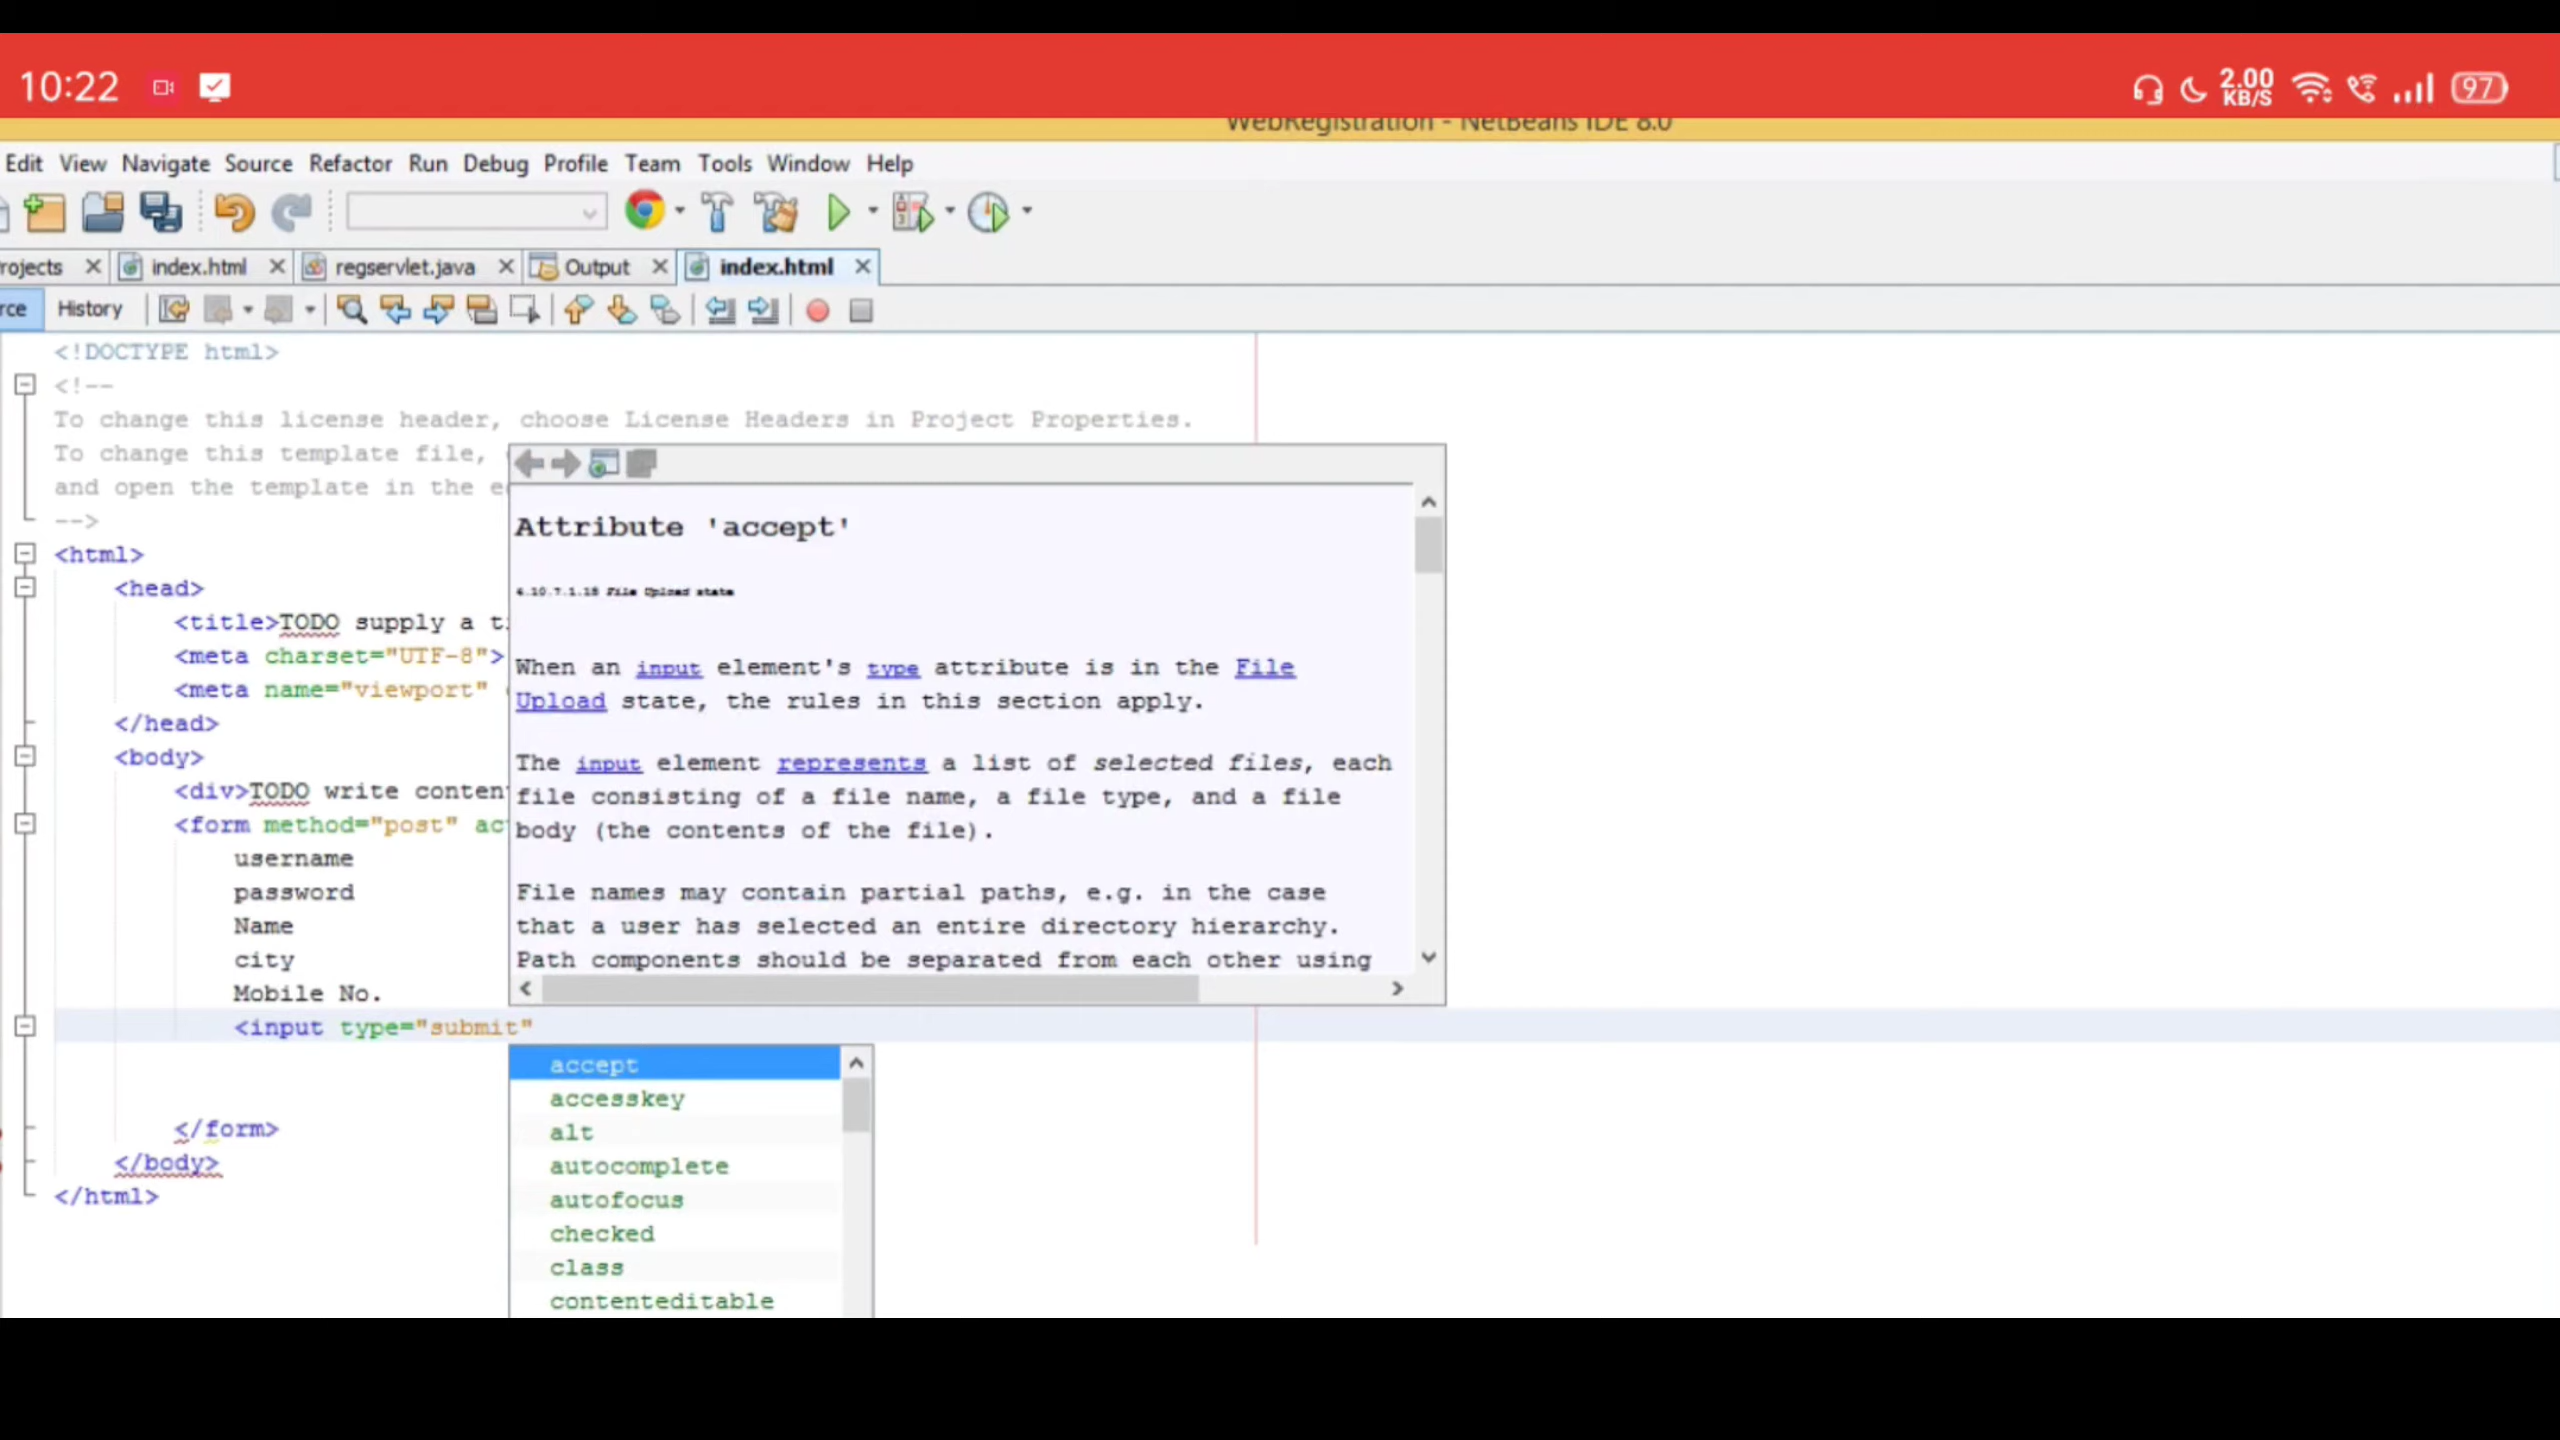 10:22
2.00
KB/S
97
WebRegistration - NetBeans IDE 8.0
Edit View Navigate Source Refactor Run Debug Profile Team Tools Window Help
rojects index.html regservlet.java Output index.html
rce History
<!DOCTYPE html>
<!--
To change this license header, choose License Headers in Project Properties.
To change this template file,
and open the template in the e
-->
<html>
<head>
<title>TODO supply a t
<meta charset="UTF-8">
<meta name="viewport"
</head>
<body>
<div>TODO write conten
<form method="post" ac
username
password
Name
city
Mobile No.
<input type="submit"
</form>
</body>
</html>
Attribute 'accept'
4.10.7.1.18 File Upload state
When an input element's type attribute is in the File
Upload state, the rules in this section apply.
The input element represents a list of selected files, each
file consisting of a file name, a file type, and a file
body (the contents of the file).
File names may contain partial paths, e.g. in the case
that a user has selected an entire directory hierarchy.
Path components should be separated from each other using
accept
accesskey
alt
autocomplete
autofocus
checked
class
contenteditable